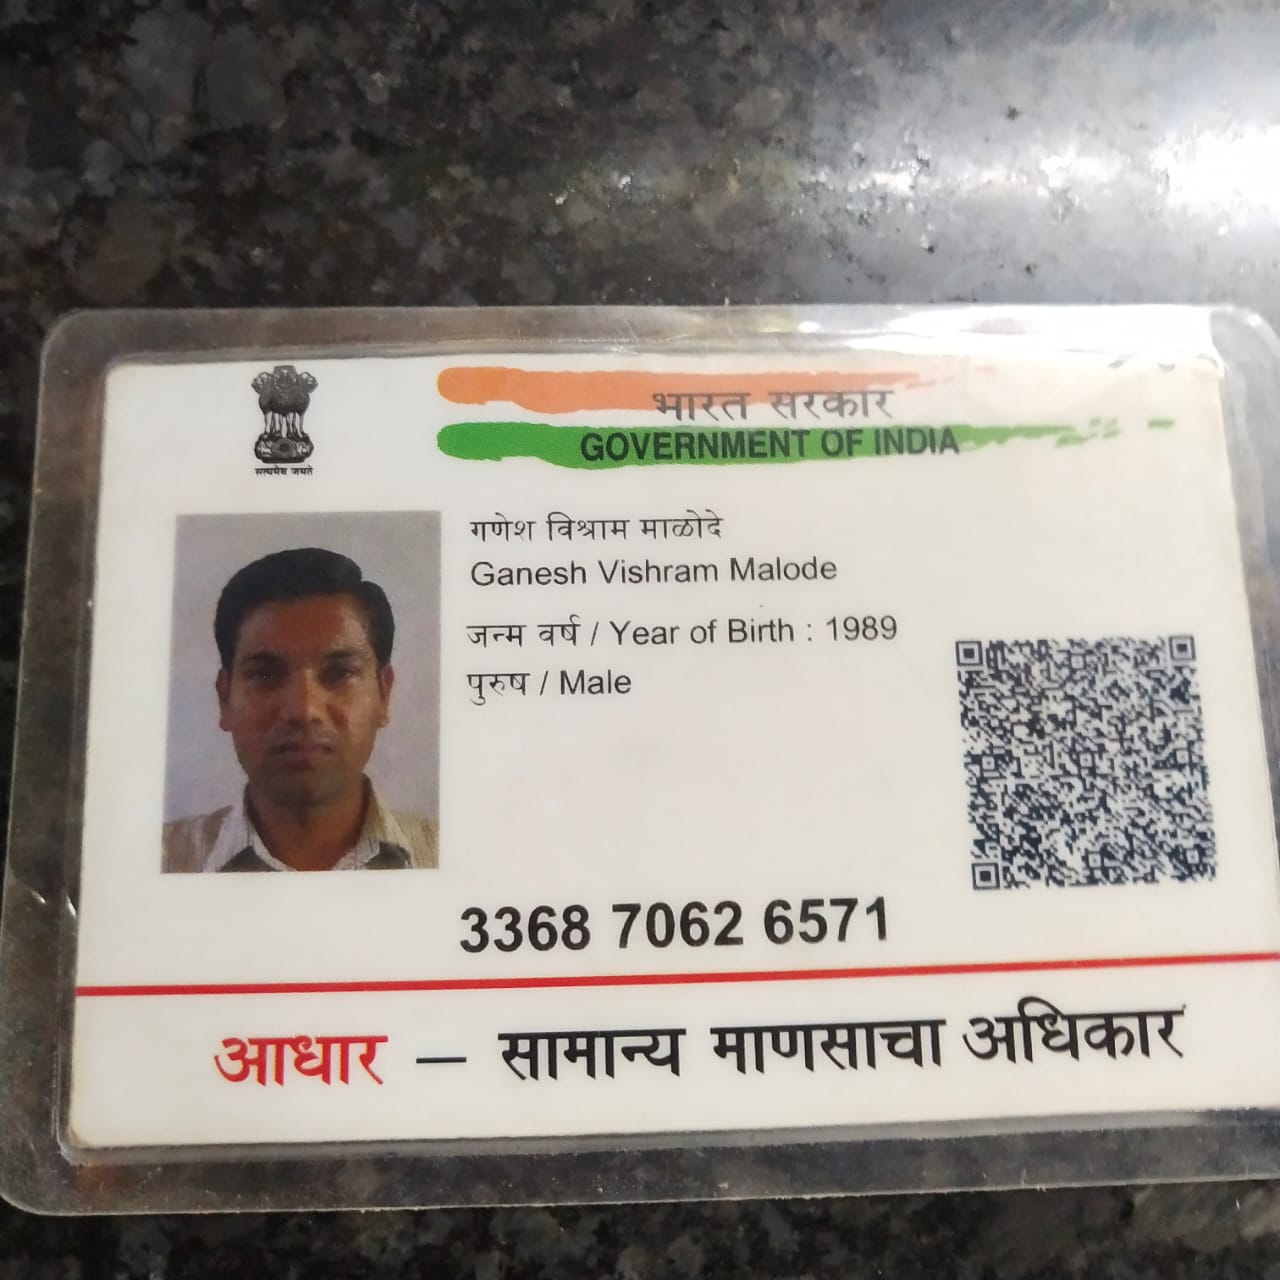 सत्यमेव जयते
भारत सरकार
GOVERNMENT OF INDIA
गणेश विश्राम माळोदे
Ganesh Vishram Malode
जन्म वर्ष / Year of Birth : 1989
पुरुष / Male
3368 7062 6571
आधार – सामान्य माणसाचा अधिकार